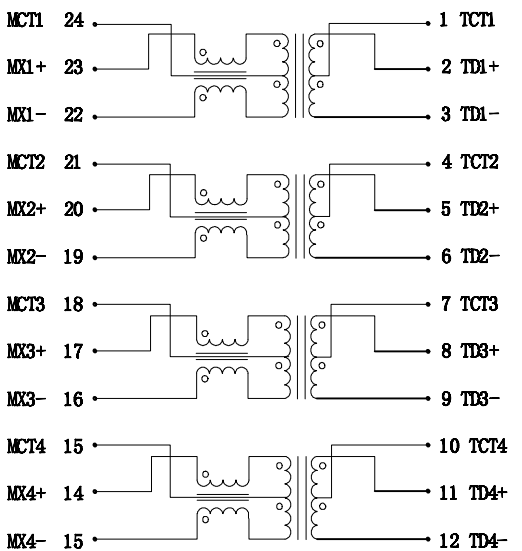 MCT1 24 1 TCT1
MX1+ 23 2 TD1+
MX1- 22 3 TD1-
MCT2 21 4 TCT2
MX2+ 20 5 TD2+
MX2- 19 6 TD2-
MCT3 18 7 TCT3
MX3+ 17 8 TD3+
MX3- 16 9 TD3-
MCT4 15 10 TCT4
MX4+ 14 11 TD4+
MX4- 15 12 TD4-